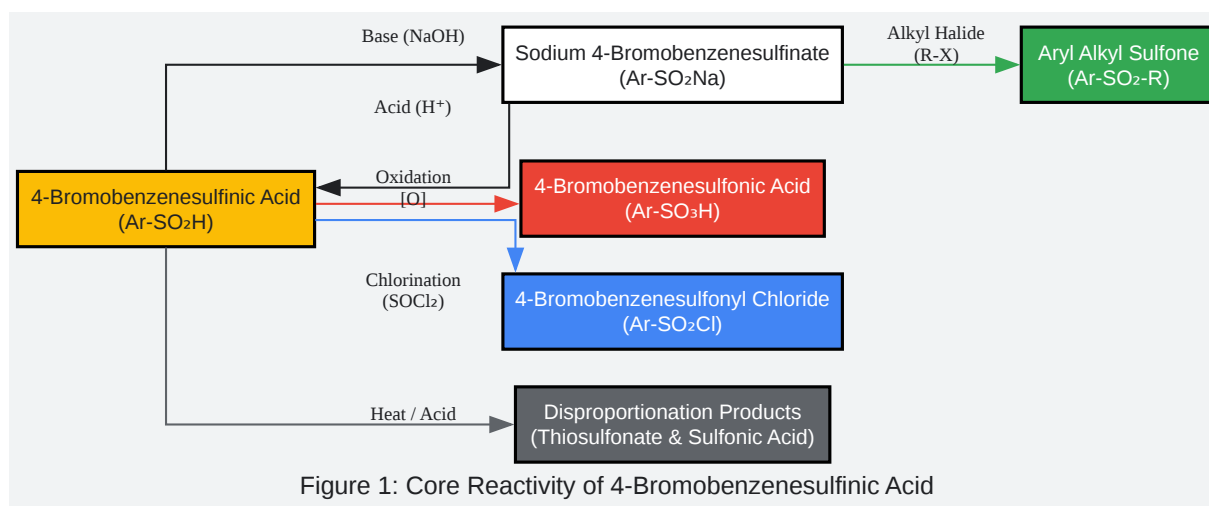 Base (NaOH)
Sodium 4-Bromobenzenesulfinate
(Ar-SO₂Na)
Alkyl Halide
(R-X)
Aryl Alkyl Sulfone
(Ar-SO₂-R)
Acid (H⁺)
4-Bromobenzenesulfinic Acid
(Ar-SO₂H)
Oxidation
[O]
4-Bromobenzenesulfonic Acid
(Ar-SO₃H)
Chlorination
(SOCl₂)
4-Bromobenzenesulfonyl Chloride
(Ar-SO₂Cl)
Heat / Acid
Disproportionation Products
(Thiosulfonate & Sulfonic Acid)
Figure 1: Core Reactivity of 4-Bromobenzenesulfinic Acid